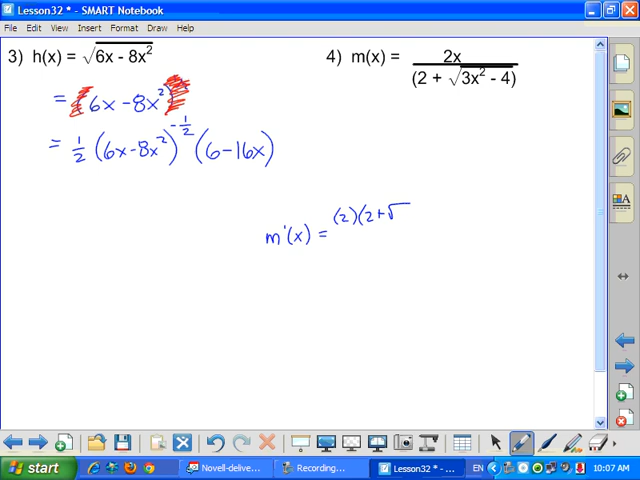 Lesson32 * - SMART Notebook
File Edit View Insert Format Draw Help
3) h(x) = √6x - 8x²
4) m(x) = 2x
(2 + √3x² - 4)
= 6x - 8x²
= 1/2 (6x - 8x²)^-1/2 (6 - 16x)
m'(x) = (2)(2 + √
start Novell-delive... Recording... Lesson32 * - ... EN 10:07 AM